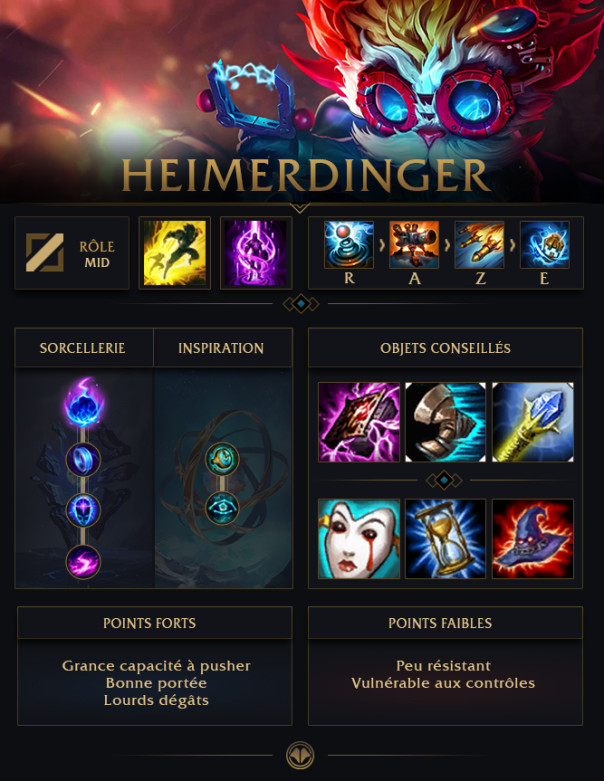 HEIMERDINGER
RÔLE
MID
R A Z E
SORCELLERIE
INSPIRATION
OBJETS CONSEILLÉS
POINTS FORTS
Grance capacité à pusher
Bonne portée
Lourds dégâts
POINTS FAIBLES
Peu résistant
Vulnérable aux contrôles